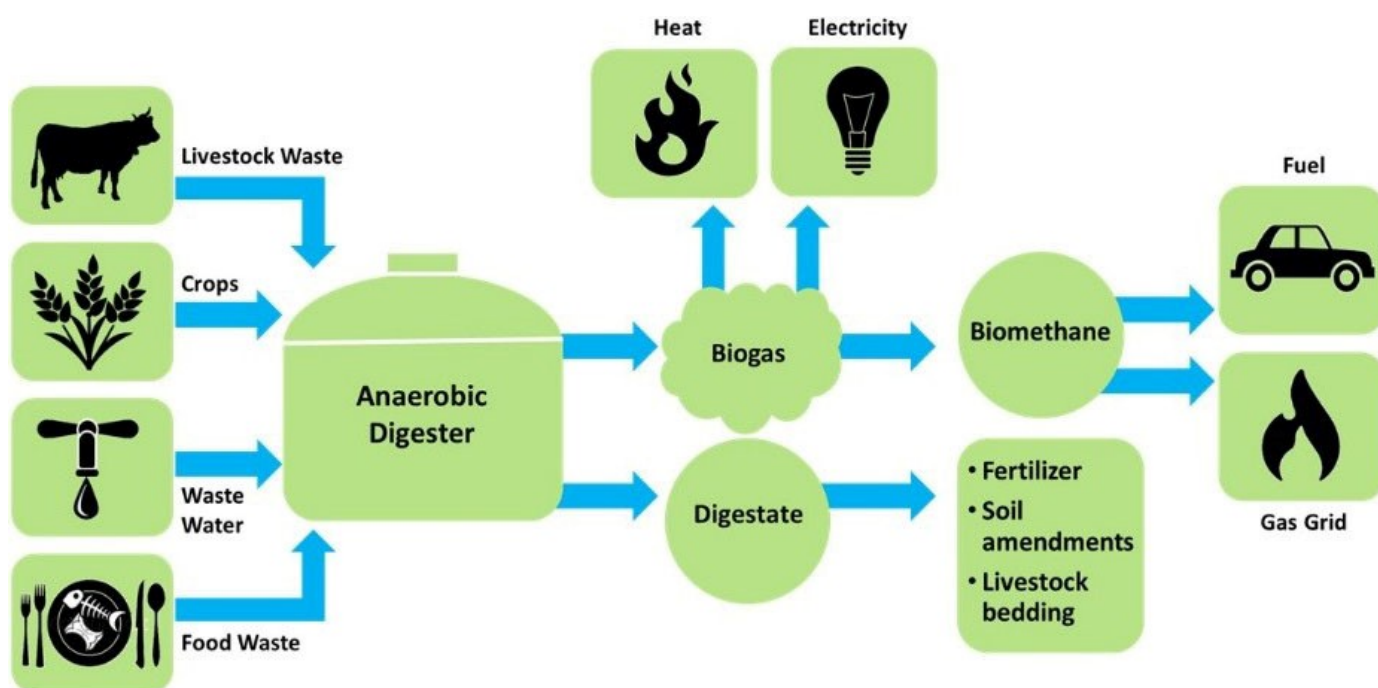 Heat
Electricity
Livestock Waste
Fuel
Crops
Anaerobic
Digester
Biogas
Biomethane
Waste
Water
Digestate
• Fertilizer
• Soil
amendments
• Livestock
bedding
Gas Grid
Food Waste